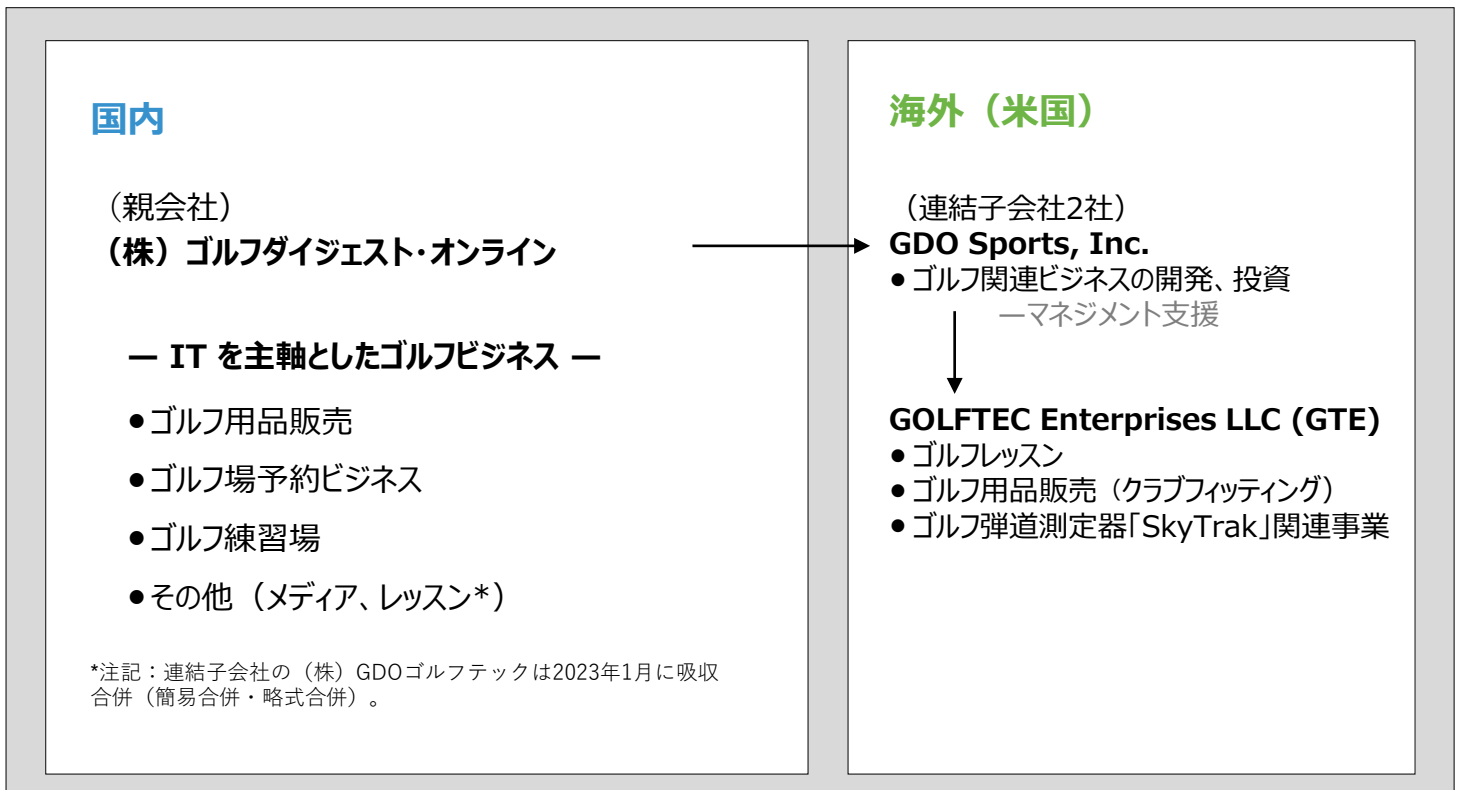 国内
（親会社）
（株）ゴルフダイジェスト・オンライン
― IT を主軸としたゴルフビジネス ―
●ゴルフ用品販売
●ゴルフ場予約ビジネス
●ゴルフ練習場
●その他（メディア、レッスン*）
*注記：連結子会社の（株）GDOゴルフテックは2023年1月に吸収
合併（簡易合併・略式合併）。
海外（米国）
（連結子会社2社）
GDO Sports, Inc.
●ゴルフ関連ビジネスの開発、投資
―マネジメント支援
GOLFTEC Enterprises LLC (GTE)
●ゴルフレッスン
●ゴルフ用品販売（クラブフィッティング）
●ゴルフ弾道測定器「SkyTrak」関連事業